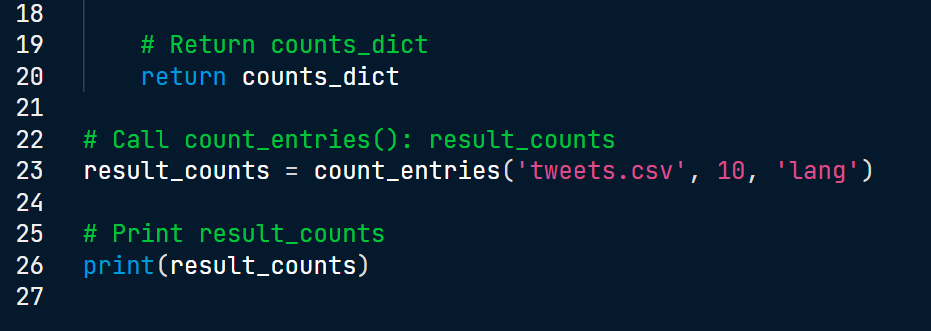 18
19 # Return counts_dict
20 return counts_dict
21
22 # Call count_entries(): result_counts
23 result_counts = count_entries('tweets.csv', 10, 'lang')
24
25 # Print result_counts
26 print(result_counts)
27